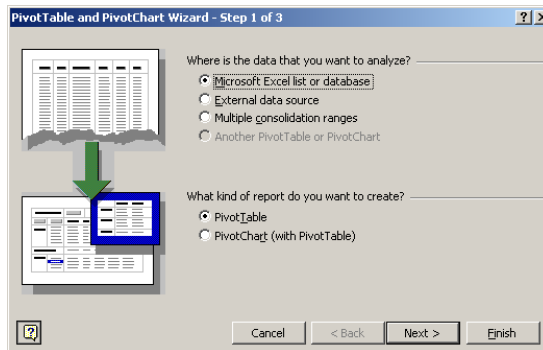 PivotTable and PivotChart Wizard - Step 1 of 3
Where is the data that you want to analyze?
Microsoft Excel list or database
External data source
Multiple consolidation ranges
Another PivotTable or PivotChart
What kind of report do you want to create?
PivotTable
PivotChart (with PivotTable)
Cancel
< Back
Next >
Finish